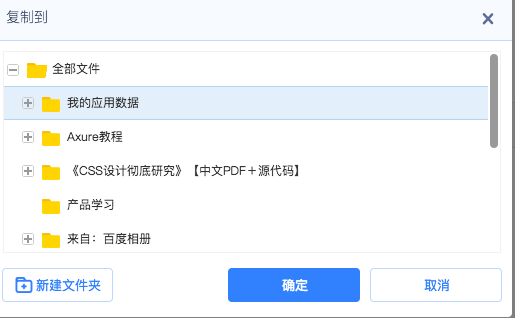 复制到
全部文件
我的应用数据
Axure教程
《CSS设计彻底研究》【中文PDF＋源代码】
产品学习
来自：百度相册
新建文件夹
确定
取消